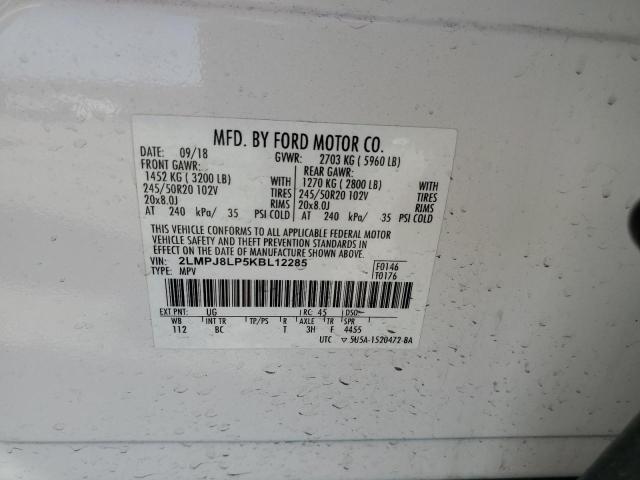 MFD. BY FORD MOTOR CO.
DATE: 09/18 GVWR: 2703 KG ( 5960 LB)
FRONT GAWR: REAR GAWR:
1452 KG ( 3200 LB) WITH 1270 KG ( 2800 LB) WITH
245/50R20 102V TIRES 245/50R20 102V TIRES
20x8.0J RIMS 20x8.0J RIMS
AT 240 kPa/ 35 PSI COLD AT 240 kPa/ 35 PSI COLD
THIS VEHICLE CONFORMS TO ALL APPLICABLE FEDERAL MOTOR
VEHICLE SAFETY AND THEFT PREVENTION STANDARDS IN
EFFECT ON THE DATE OF MANUFACTURE SHOWN ABOVE.
VIN: 2LMPJ8LP5KBL12285 F0146
TYPE: MPV T0176
EXT PNT: UG RC: 45 DSO:
WB INT TR TP/PS R AXLE TR SPR
112 BC T 3H F 4455
UTC ▽ 5U5A-1520472-BA